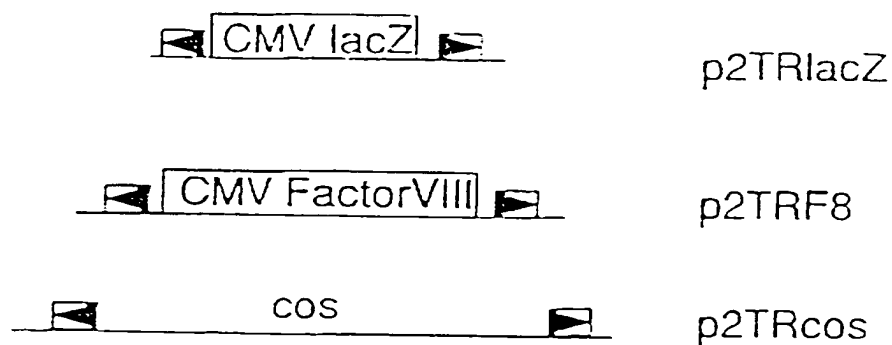 CMV lacZ p2TRlacZ
CMV FactorVIII p2TRF8
cos p2TRcos